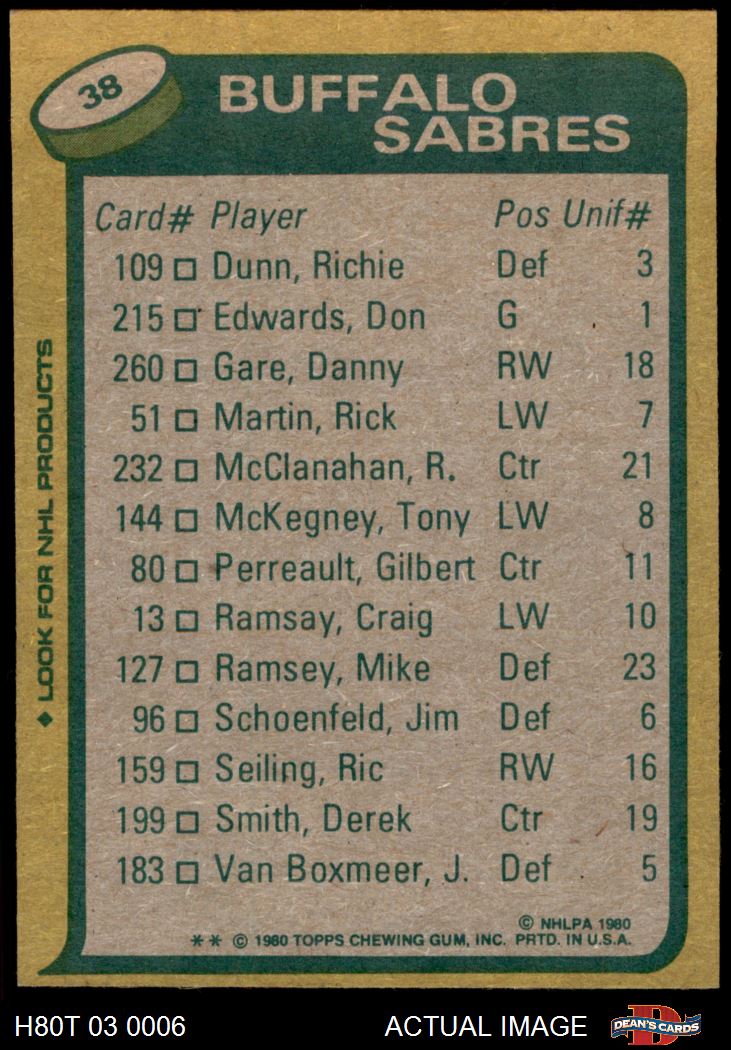 38
BUFFALO
SABRES
Card# Player Pos Unif#
109 Dunn, Richie Def 3
215 Edwards, Don G 1
260 Gare, Danny RW 18
51 Martin, Rick LW 7
232 McClanahan, R. Ctr 21
144 McKegney, Tony LW 8
80 Perreault, Gilbert Ctr 11
13 Ramsay, Craig LW 10
127 Ramsey, Mike Def 23
96 Schoenfeld, Jim Def 6
159 Seiling, Ric RW 16
199 Smith, Derek Ctr 19
183 Van Boxmeer, J. Def 5
© NHLPA 1980
** © 1980 TOPPS CHEWING GUM, INC. PRTD. IN U.S.A.
◆ LOOK FOR NHL PRODUCTS
H80T 03 0006 ACTUAL IMAGE
DEAN'S CARDS